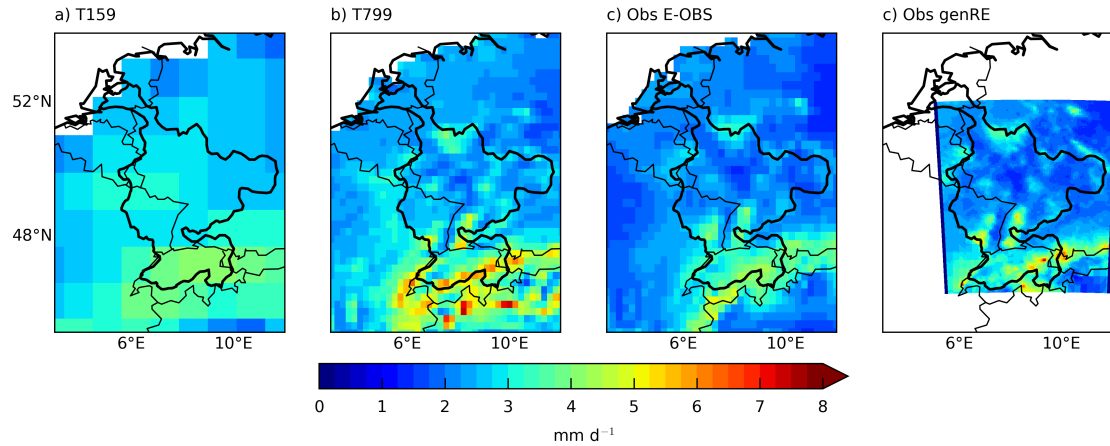 a) T159
b) T799
c) Obs E-OBS
c) Obs genRE
52°N
48°N
6°E 10°E 6°E 10°E 6°E 10°E 6°E 10°E
0 1 2 3 4 5 6 7 8
mm d⁻¹